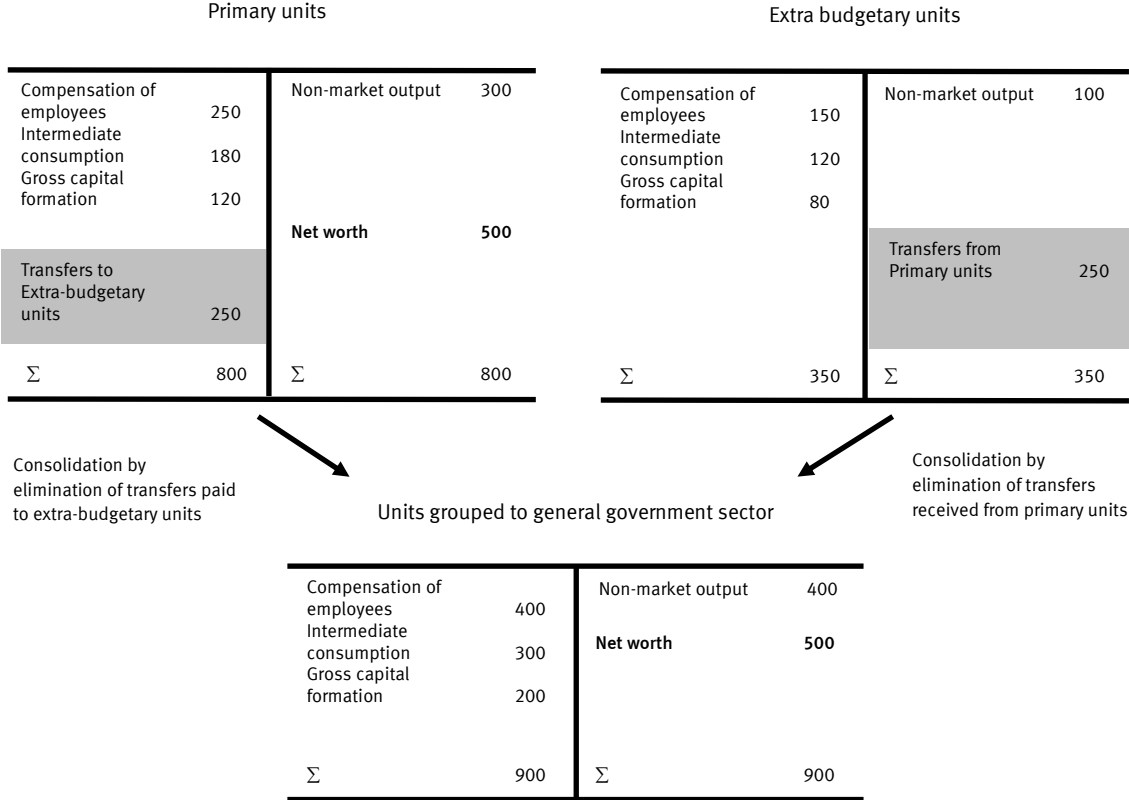 Primary units
Compensation of
employees 250
Intermediate
consumption 180
Gross capital
formation 120
Transfers to
Extra-budgetary
units 250
Σ 800
Non-market output 300
Net worth 500
Σ 800
Extra budgetary units
Compensation of
employees 150
Intermediate
consumption 120
Gross capital
formation 80
Σ 350
Non-market output 100
Transfers from
Primary units 250
Σ 350
Consolidation by
elimination of transfers paid
to extra-budgetary units
Consolidation by
elimination of transfers
received from primary units
Units grouped to general government sector
Compensation of
employees 400
Intermediate
consumption 300
Gross capital
formation 200
Σ 900
Non-market output 400
Net worth 500
Σ 900